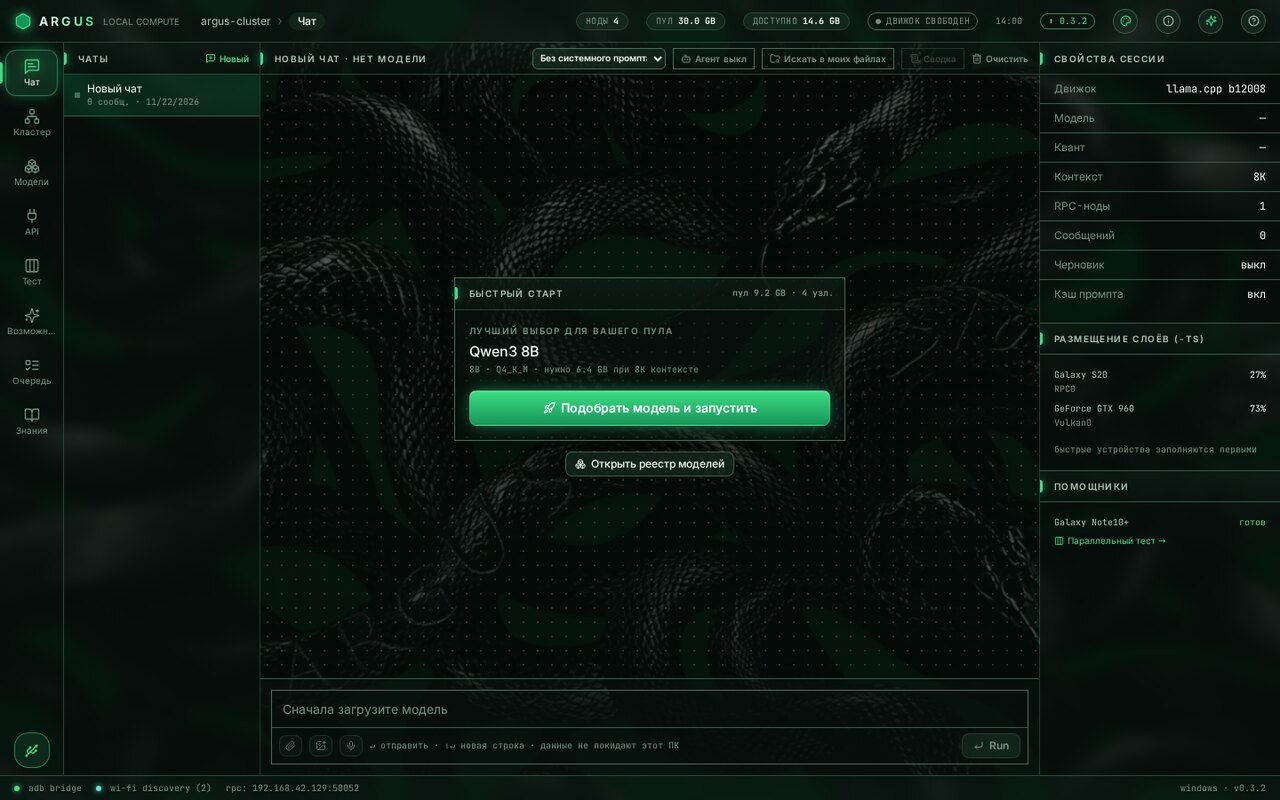 ARGUS LOCAL COMPUTE argus-cluster › Чат НОДЫ 4 ПУЛ 30.0 GB ДОСТУПНО 14.6 GB ДВИЖОК СВОБОДЕН 14:00 ↑ 0.3.2
Чат
Кластер
Модели
API
Тест
Возможн...
Очередь
Знания
ЧАТЫ Новый
Новый чат
0 сообщ. · 11/22/2026
НОВЫЙ ЧАТ · НЕТ МОДЕЛИ Без системного промпт Агент выкл Искать в моих файлах Сводка Очистить
БЫСТРЫЙ СТАРТ пул 9.2 GB · 4 узл.
ЛУЧШИЙ ВЫБОР ДЛЯ ВАШЕГО ПУЛА
Qwen3 8B
8B · Q4_K_M · нужно 6.4 GB при 8K контексте
Подобрать модель и запустить
Открыть реестр моделей
Сначала загрузите модель
↵ отправить · ⇧↵ новая строка · данные не покидают этот ПК
Run
СВОЙСТВА СЕССИИ
Движок llama.cpp b12008
Модель —
Квант —
Контекст 8K
RPC-ноды 1
Сообщений 0
Черновик выкл
Кэш промпта вкл
РАЗМЕЩЕНИЕ СЛОЁВ (-TS)
Galaxy S20 27%
RPC0
GeForce GTX 960 73%
Vulkan0
быстрые устройства заполняются первыми
ПОМОЩНИКИ
Galaxy Note10+ готов
Параллельный тест →
adb bridge wi-fi discovery (2) rpc: 192.168.42.129:50052 windows · v0.3.2